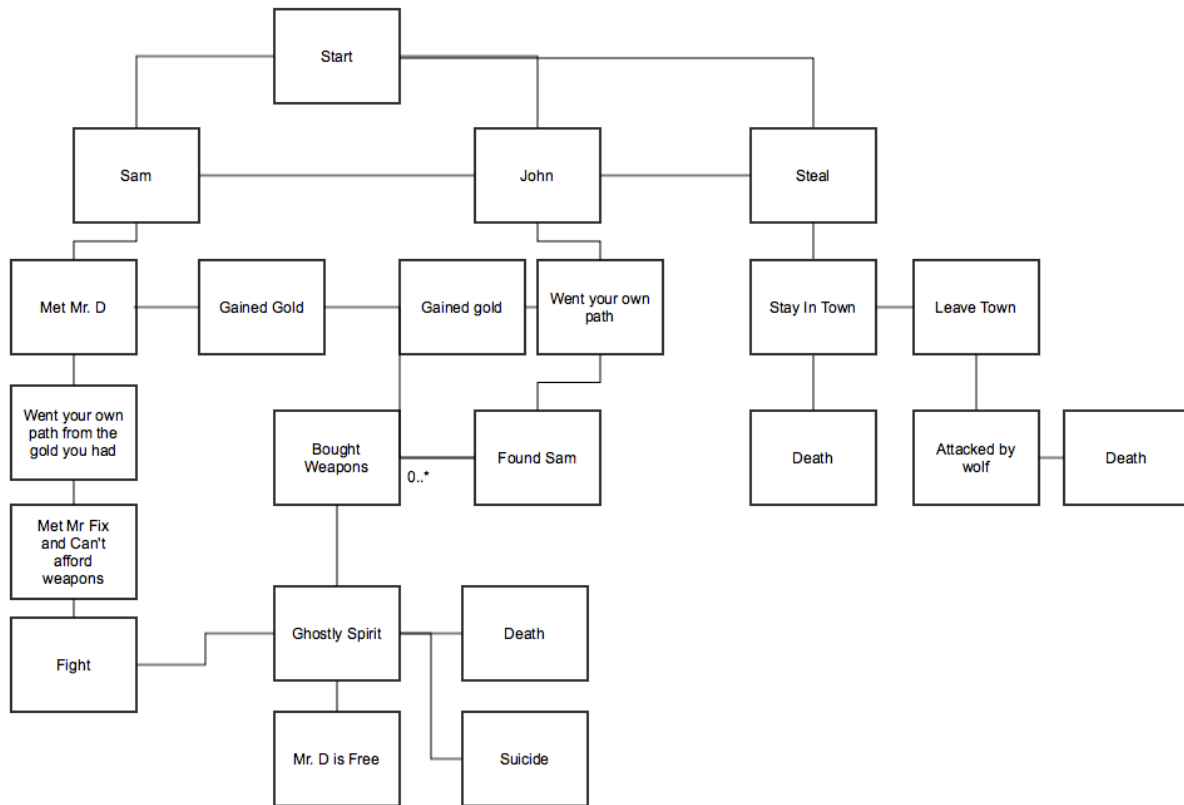 Start
Sam
John
Steal
Met Mr. D
Gained Gold
Gained gold
Went your own
path
Stay In Town
Leave Town
Went your own
path from the
gold you had
Bought
Weapons
0..*
Found Sam
Death
Attacked by
wolf
Death
Met Mr Fix
and Can't
afford
weapons
Fight
Ghostly Spirit
Death
Mr. D is Free
Suicide